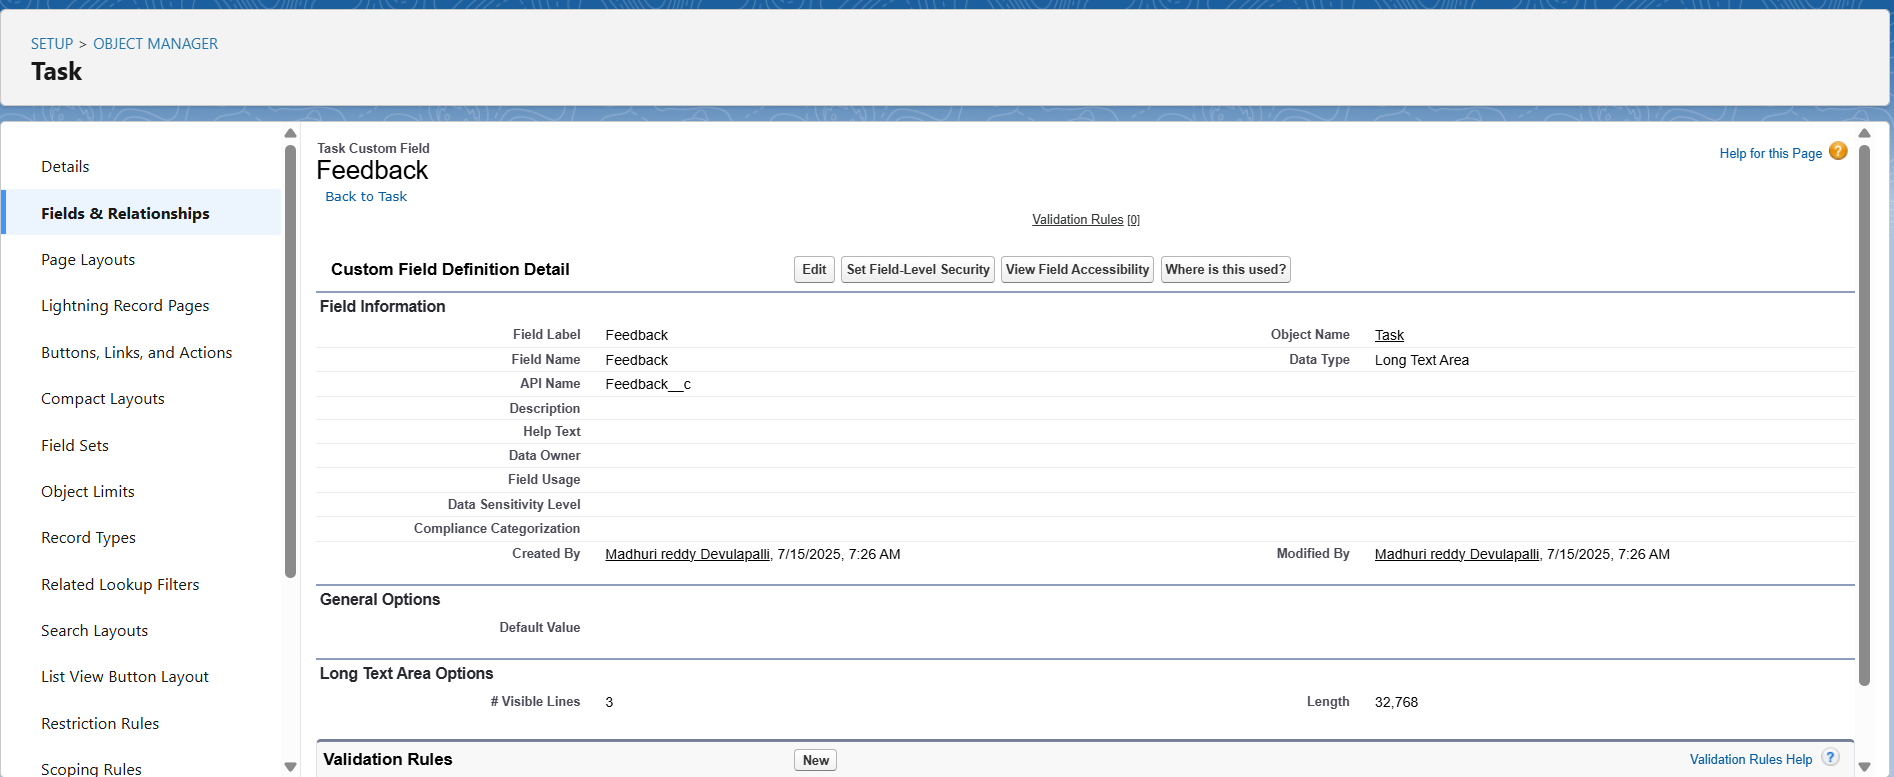 SETUP > OBJECT MANAGER
Task
Details
Fields & Relationships
Page Layouts
Lightning Record Pages
Buttons, Links, and Actions
Compact Layouts
Field Sets
Object Limits
Record Types
Related Lookup Filters
Search Layouts
List View Button Layout
Restriction Rules
Scoping Rules
Task Custom Field
Feedback
Back to Task
Help for this Page ?
Validation Rules [0]
Custom Field Definition Detail
Edit Set Field-Level Security View Field Accessibility Where is this used?
Field Information
Field Label Feedback Object Name Task
Field Name Feedback Data Type Long Text Area
API Name Feedback__c
Description
Help Text
Data Owner
Field Usage
Data Sensitivity Level
Compliance Categorization
Created By Madhuri reddy Devulapalli, 7/15/2025, 7:26 AM Modified By Madhuri reddy Devulapalli, 7/15/2025, 7:26 AM
General Options
Default Value
Long Text Area Options
# Visible Lines 3 Length 32,768
Validation Rules New Validation Rules Help ?